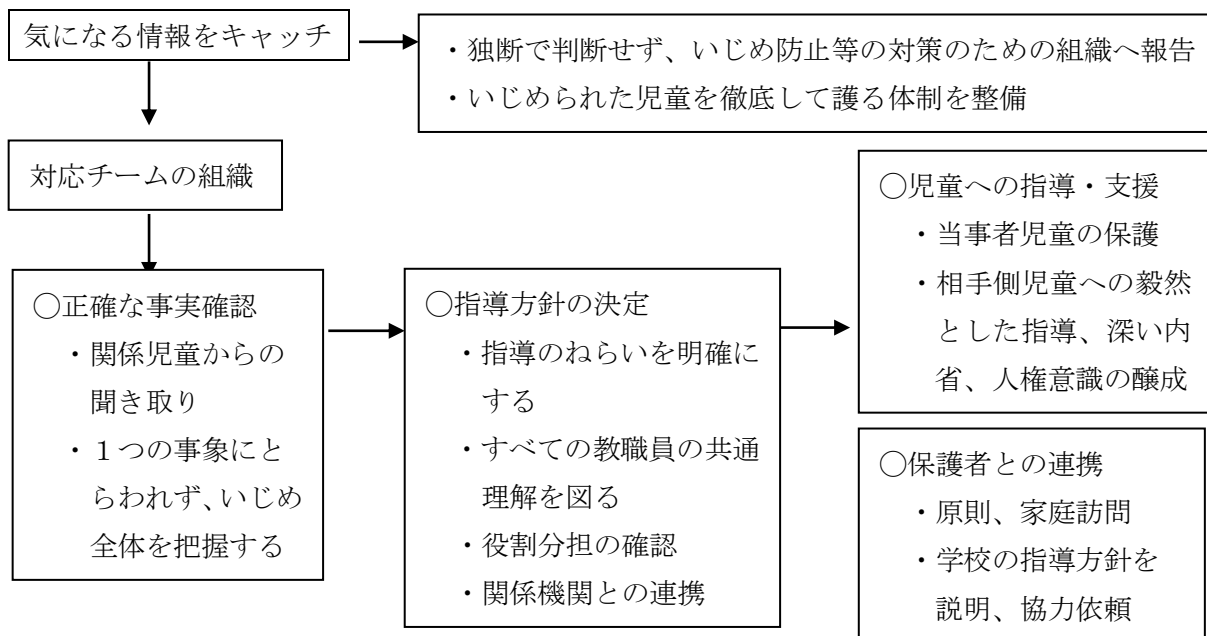 気になる情報をキャッチ
・独断で判断せず、いじめ防止等の対策のための組織へ報告
・いじめられた児童を徹底して護る体制を整備
対応チームの組織
○正確な事実確認
・関係児童からの
聞き取り
・１つの事象にと
らわれず、いじめ
全体を把握する
○指導方針の決定
・指導のねらいを明確に
する
・すべての教職員の共通
理解を図る
・役割分担の確認
・関係機関との連携
○児童への指導・支援
・当事者児童の保護
・相手側児童への毅然
とした指導、深い内
省、人権意識の醸成
○保護者との連携
・原則、家庭訪問
・学校の指導方針を
説明、協力依頼